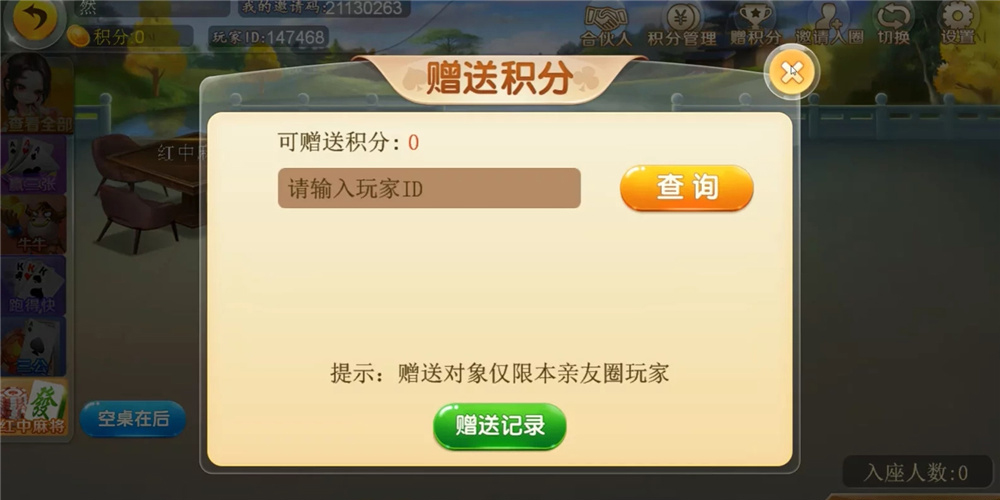 然
我的邀请码:21130263
积分:0
玩家ID:147468
合伙人
积分管理
赠积分
邀请入圈
切换
设置
赠送积分
可赠送积分: 0
请输入玩家ID
查询
提示：赠送对象仅限本亲友圈玩家
赠送记录
查看全部
赢三张
牛牛
跑得快
三公
红中麻将
發
红中麻
空桌在后
入座人数:0